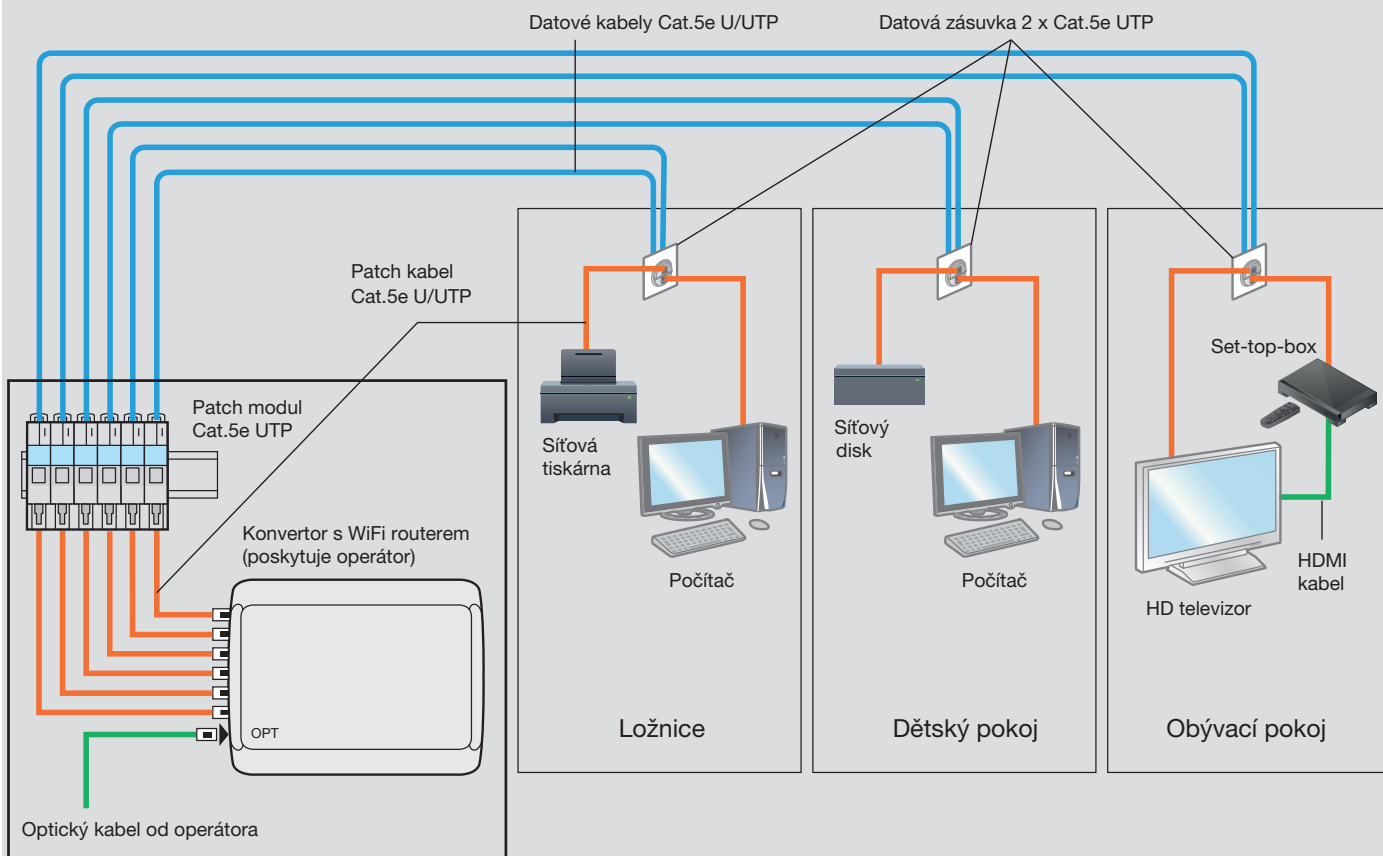 Datové kabely Cat.5e U/UTP
Datová zásuvka 2 x Cat.5e UTP
Patch kabel
Cat.5e U/UTP
Set-top-box
Patch modul
Cat.5e UTP
Síťová
tiskárna
Síťový
disk
Konvertor s WiFi routerem
(poskytuje operátor)
Počítač
Počítač
HDMI
kabel
HD televizor
OPT
Ložnice
Dětský pokoj
Obývací pokoj
Optický kabel od operátora